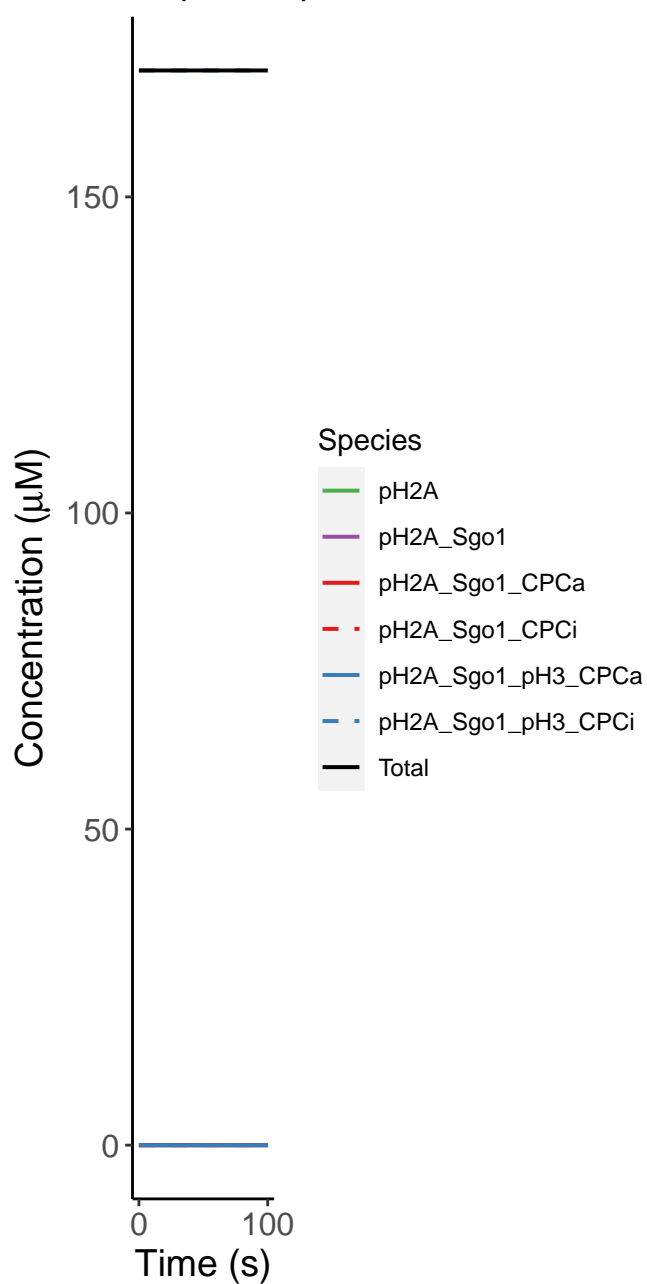 150
100
50
0
0 100
Time (s)
Concentration (μM)
Species
pH2A
pH2A_Sgo1
pH2A_Sgo1_CPCa
pH2A_Sgo1_CPCi
pH2A_Sgo1_pH3_CPCa
pH2A_Sgo1_pH3_CPCi
Total